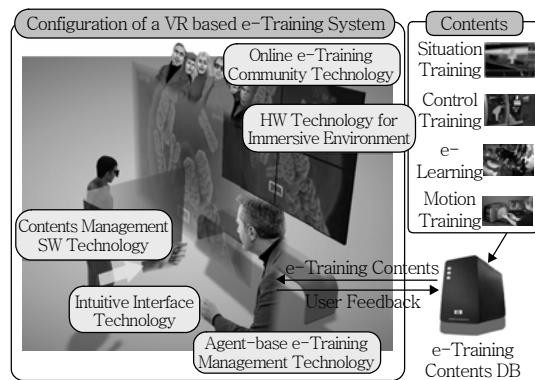 Configuration of a VR based e-Training System
Contents
Online e-Training
Community Technology
HW Technology for
Immersive Environment
Contents Management
SW Technology
Intuitive Interface
Technology
Agent-base e-Training
Management Technology
Situation
Training
Control
Training
e-
Learning
Motion
Training
e-Training Contents
User Feedback
e-Training
Contents DB